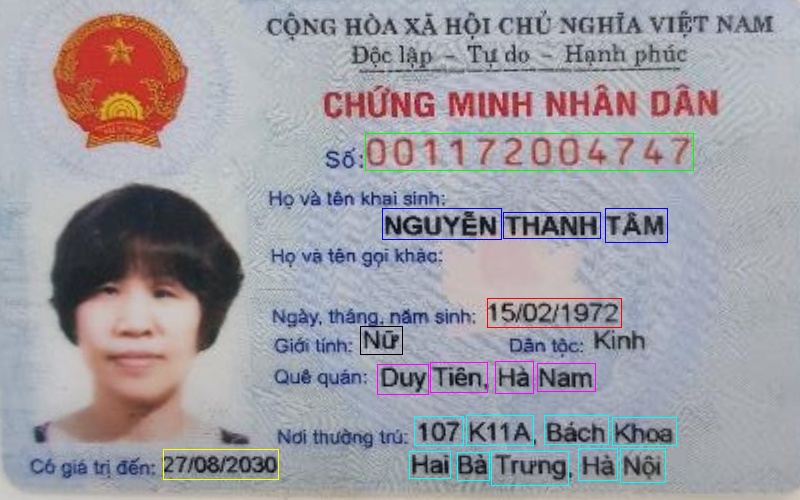 CỘNG HÒA XÃ HỘI CHỦ NGHĨA VIỆT NAM
Độc lập - Tự do - Hạnh phúc
CHỨNG MINH NHÂN DÂN
Số: 001172004747
Họ và tên khai sinh:
NGUYỄN THANH TÂM
Họ và tên gọi khác:
Ngày, tháng, năm sinh: 15/02/1972
Giới tính: Nữ Dân tộc: Kinh
Quê quán: Duy Tiên, Hà Nam
Nơi thường trú: 107 K11A, Bách Khoa
Có giá trị đến: 27/08/2030 Hai Bà Trưng, Hà Nội